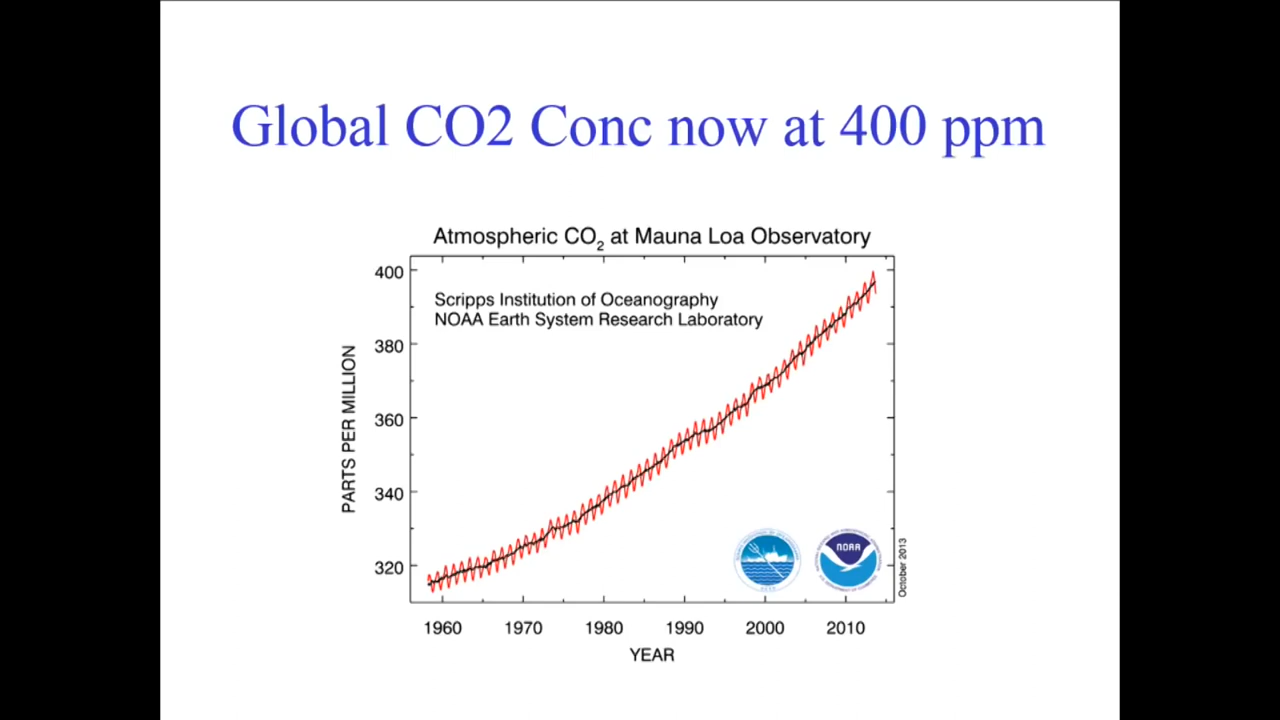 Global CO2 Conc now at 400 ppm
Atmospheric CO₂ at Mauna Loa Observatory
Scripps Institution of Oceanography
NOAA Earth System Research Laboratory
PARTS PER MILLION
400
380
360
340
320
NOAA
October 2013
1960 1970 1980 1990 2000 2010
YEAR